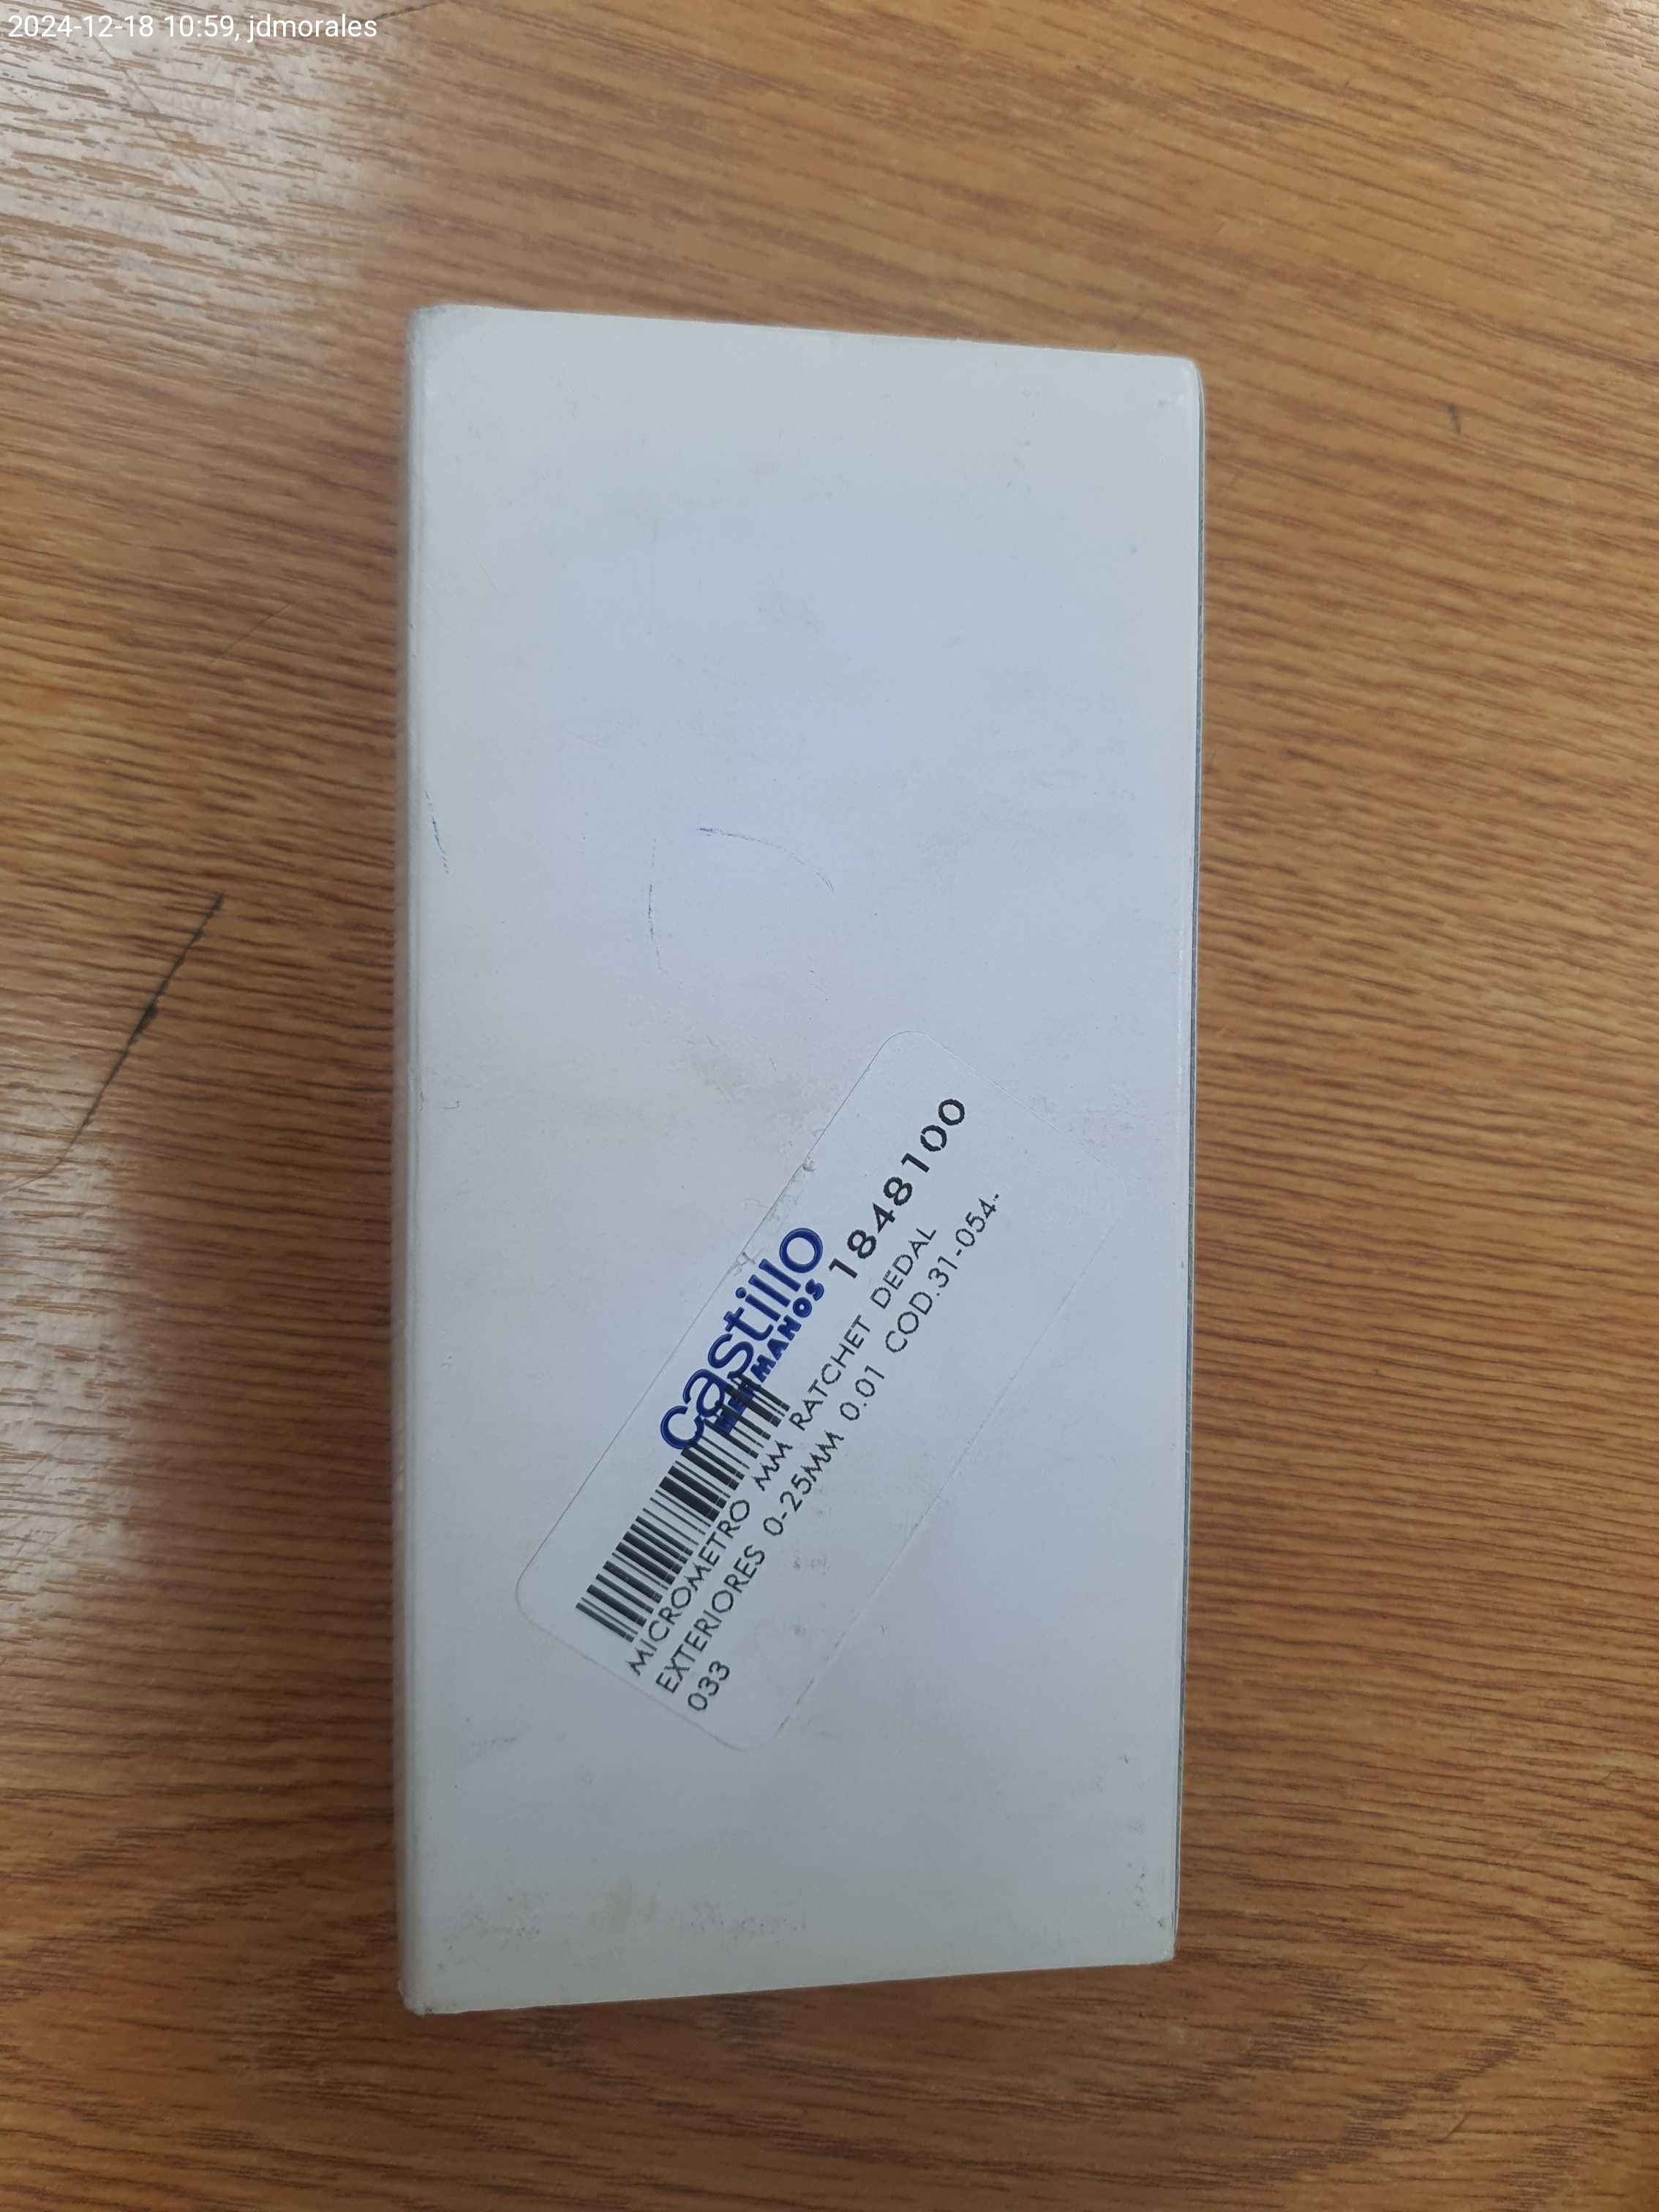 2024-12-18 10:59, jdmorales
castillo
HERMANOS
1848100
MICROMETRO MM RATCHET DEDAL
EXTERIORES 0-25MM 0.01 COD.31-054-
033